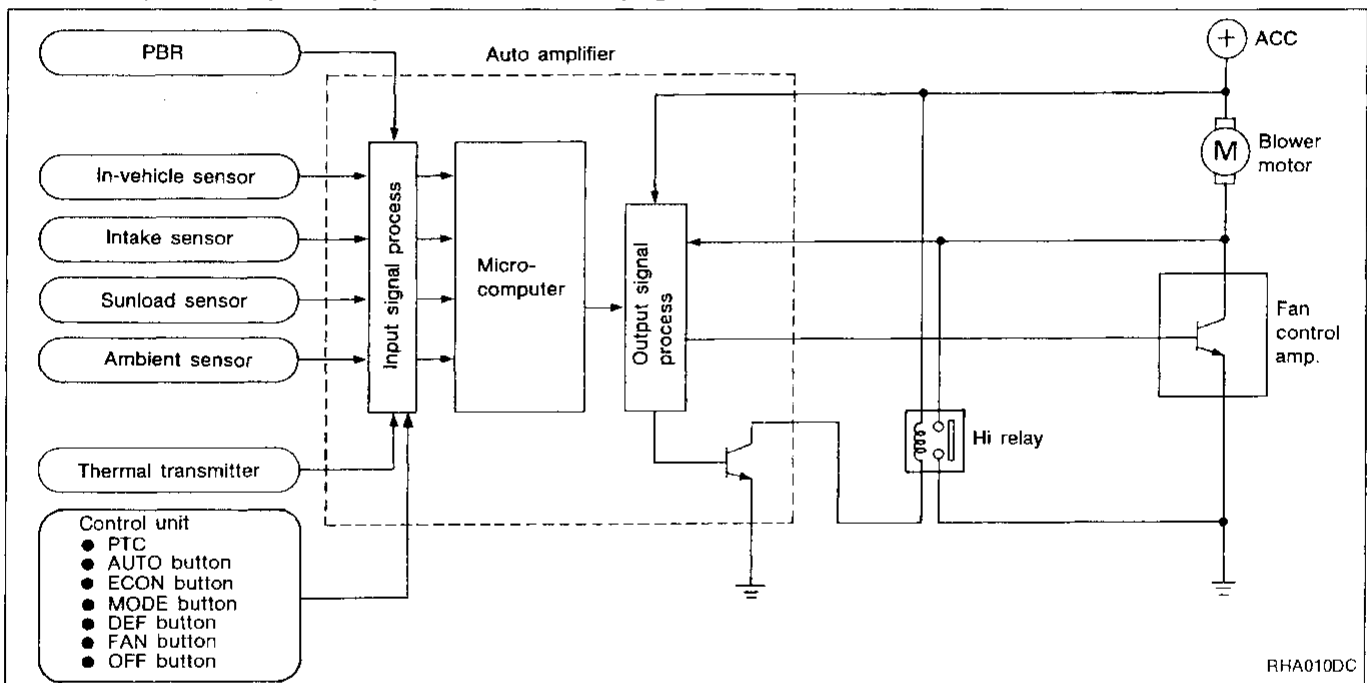 PBR
Auto amplifier
ACC
In-vehicle sensor
Intake sensor
Sunload sensor
Ambient sensor
Input signal process
Micro-
computer
Output signal
process
M
Blower
motor
Fan
control
amp.
Hi relay
Thermal transmitter
Control unit
● PTC
● AUTO button
● ECON button
● MODE button
● DEF button
● FAN button
● OFF button
RHA010DC